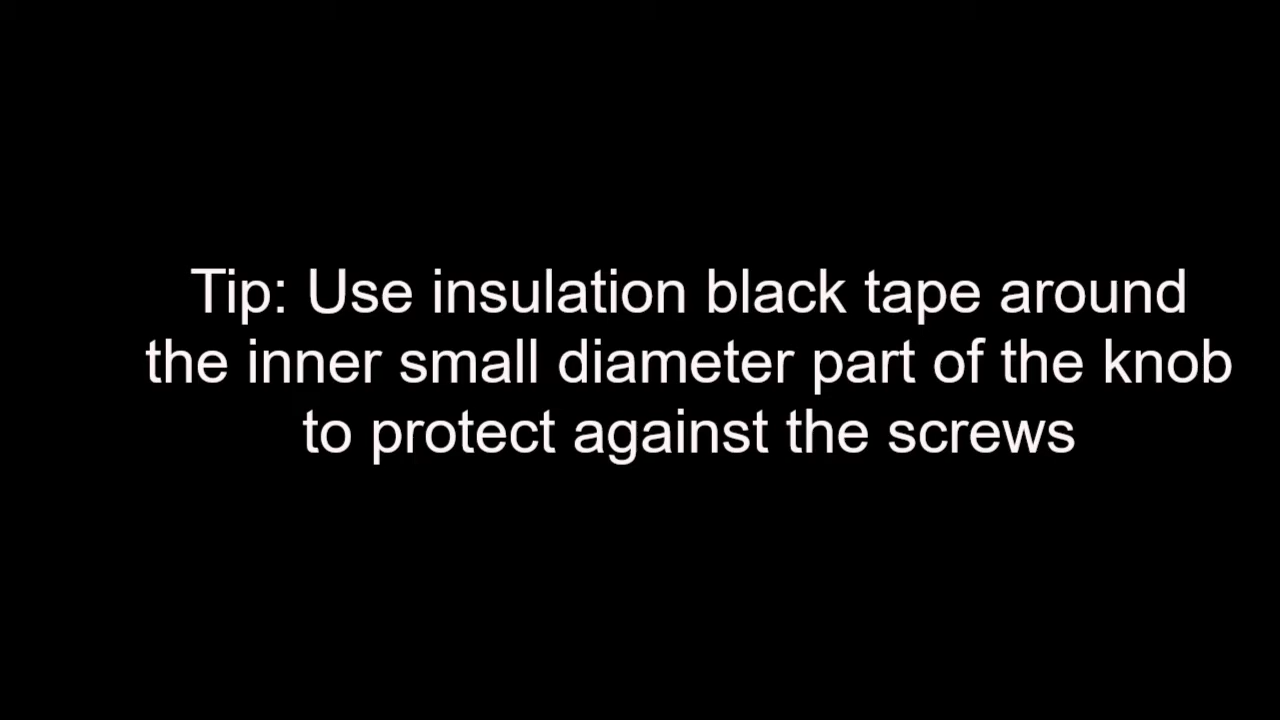 Tip: Use insulation black tape around
the inner small diameter part of the knob
to protect against the screws